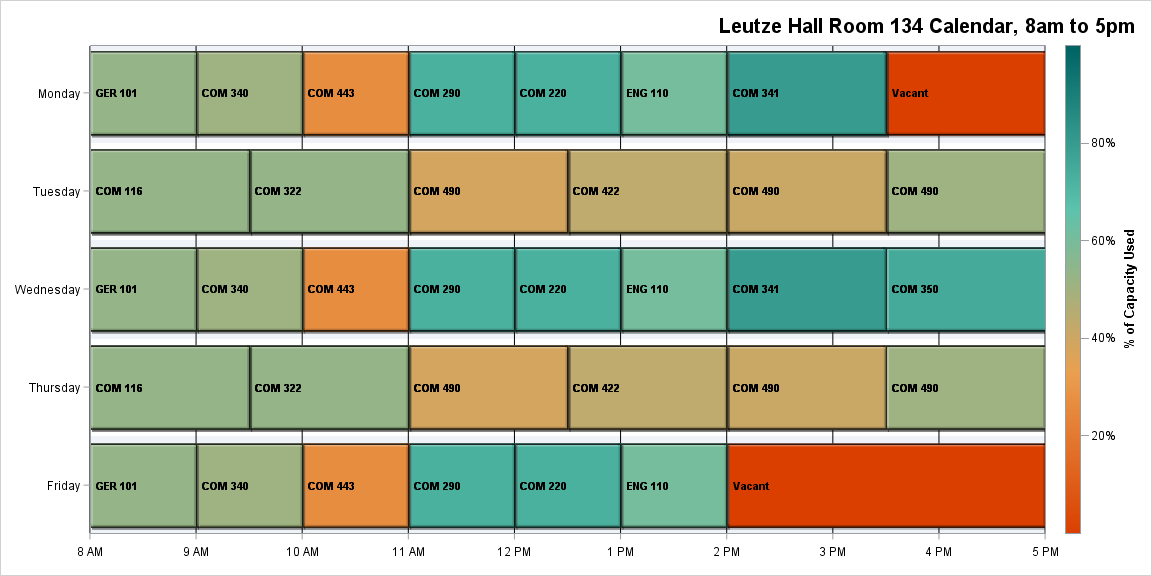 Leutze Hall Room 134 Calendar, 8am to 5pm
Monday
GER 101
COM 340
COM 443
COM 290
COM 220
ENG 110
COM 341
Vacant
Tuesday
COM 116
COM 322
COM 490
COM 422
COM 490
COM 490
Wednesday
GER 101
COM 340
COM 443
COM 290
COM 220
ENG 110
COM 341
COM 350
Thursday
COM 116
COM 322
COM 490
COM 422
COM 490
COM 490
Friday
GER 101
COM 340
COM 443
COM 290
COM 220
ENG 110
Vacant
8 AM
9 AM
10 AM
11 AM
12 PM
1 PM
2 PM
3 PM
4 PM
5 PM
80%
60%
40%
20%
% of Capacity Used